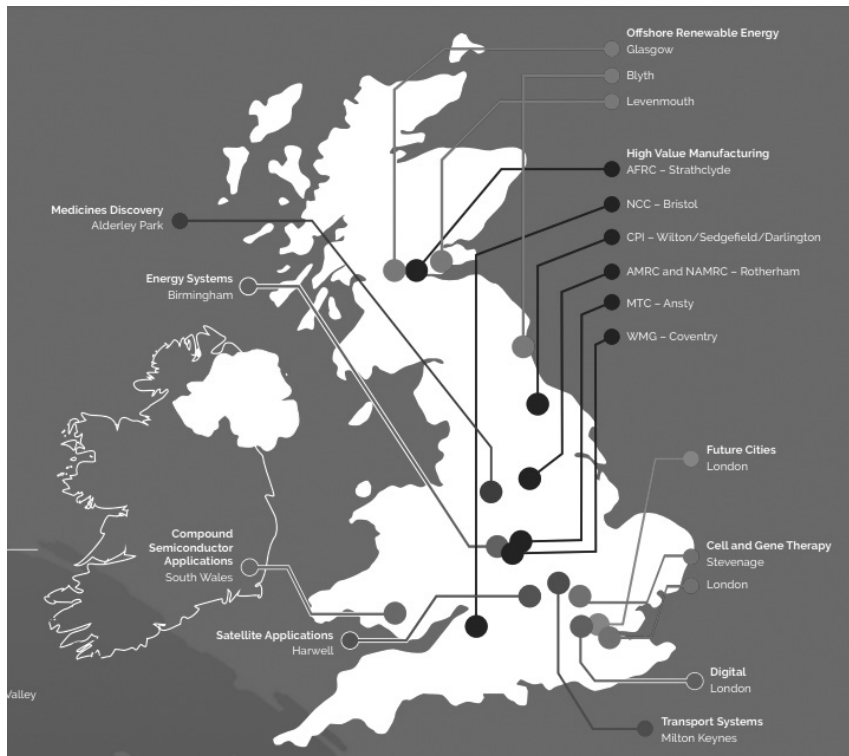 Offshore Renewable Energy
Glasgow
Blyth
Levenmouth
High Value Manufacturing
AFRC – Strathclyde
NCC – Bristol
CPI – Wilton/Sedgefield/Darlington
AMRC and NAMRC – Rotherham
MTC – Ansty
WMG – Coventry
Medicines Discovery
Alderley Park
Energy Systems
Birmingham
Future Cities
London
Compound
Semiconductor
Applications
South Wales
Cell and Gene Therapy
Stevenage
London
Satellite Applications
Harwell
Digital
London
Valley
Transport Systems
Milton Keynes